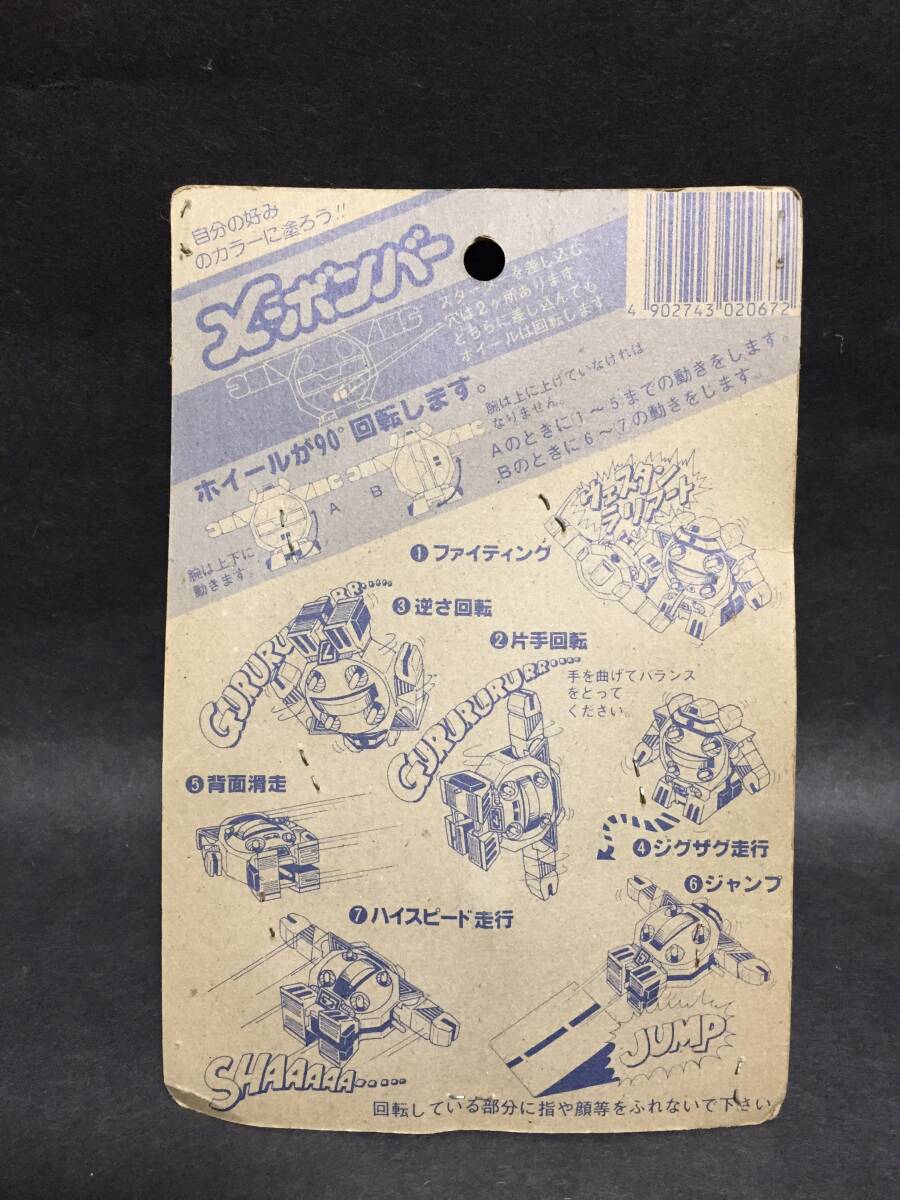 自分の好み
のカラーに塗ろう!!
X-ボンバー
スターターを差し込む
穴は2ヶ所あります。
どちらに差し込んでも
ホイールは回転します
4 902743 020672
ホイールが90°回転します。
腕は上に上げていなければ
なりません。
Aのときに1〜5までの動きをします。
Bのときに6〜7の動きをします。
A
B
腕は上下に
動きます。
ウェスタン
ラリアート
❶ファイティング
❸逆さ回転
GURURURR.....
❷片手回転
GURURURURURR.....
手を曲げてバランス
をとって
ください
❺背面滑走
❹ジグザグ走行
❻ジャンプ
❼ハイスピード走行
JUMP
SHAAAAA.....
回転している部分に指や顔等をふれないで下さい